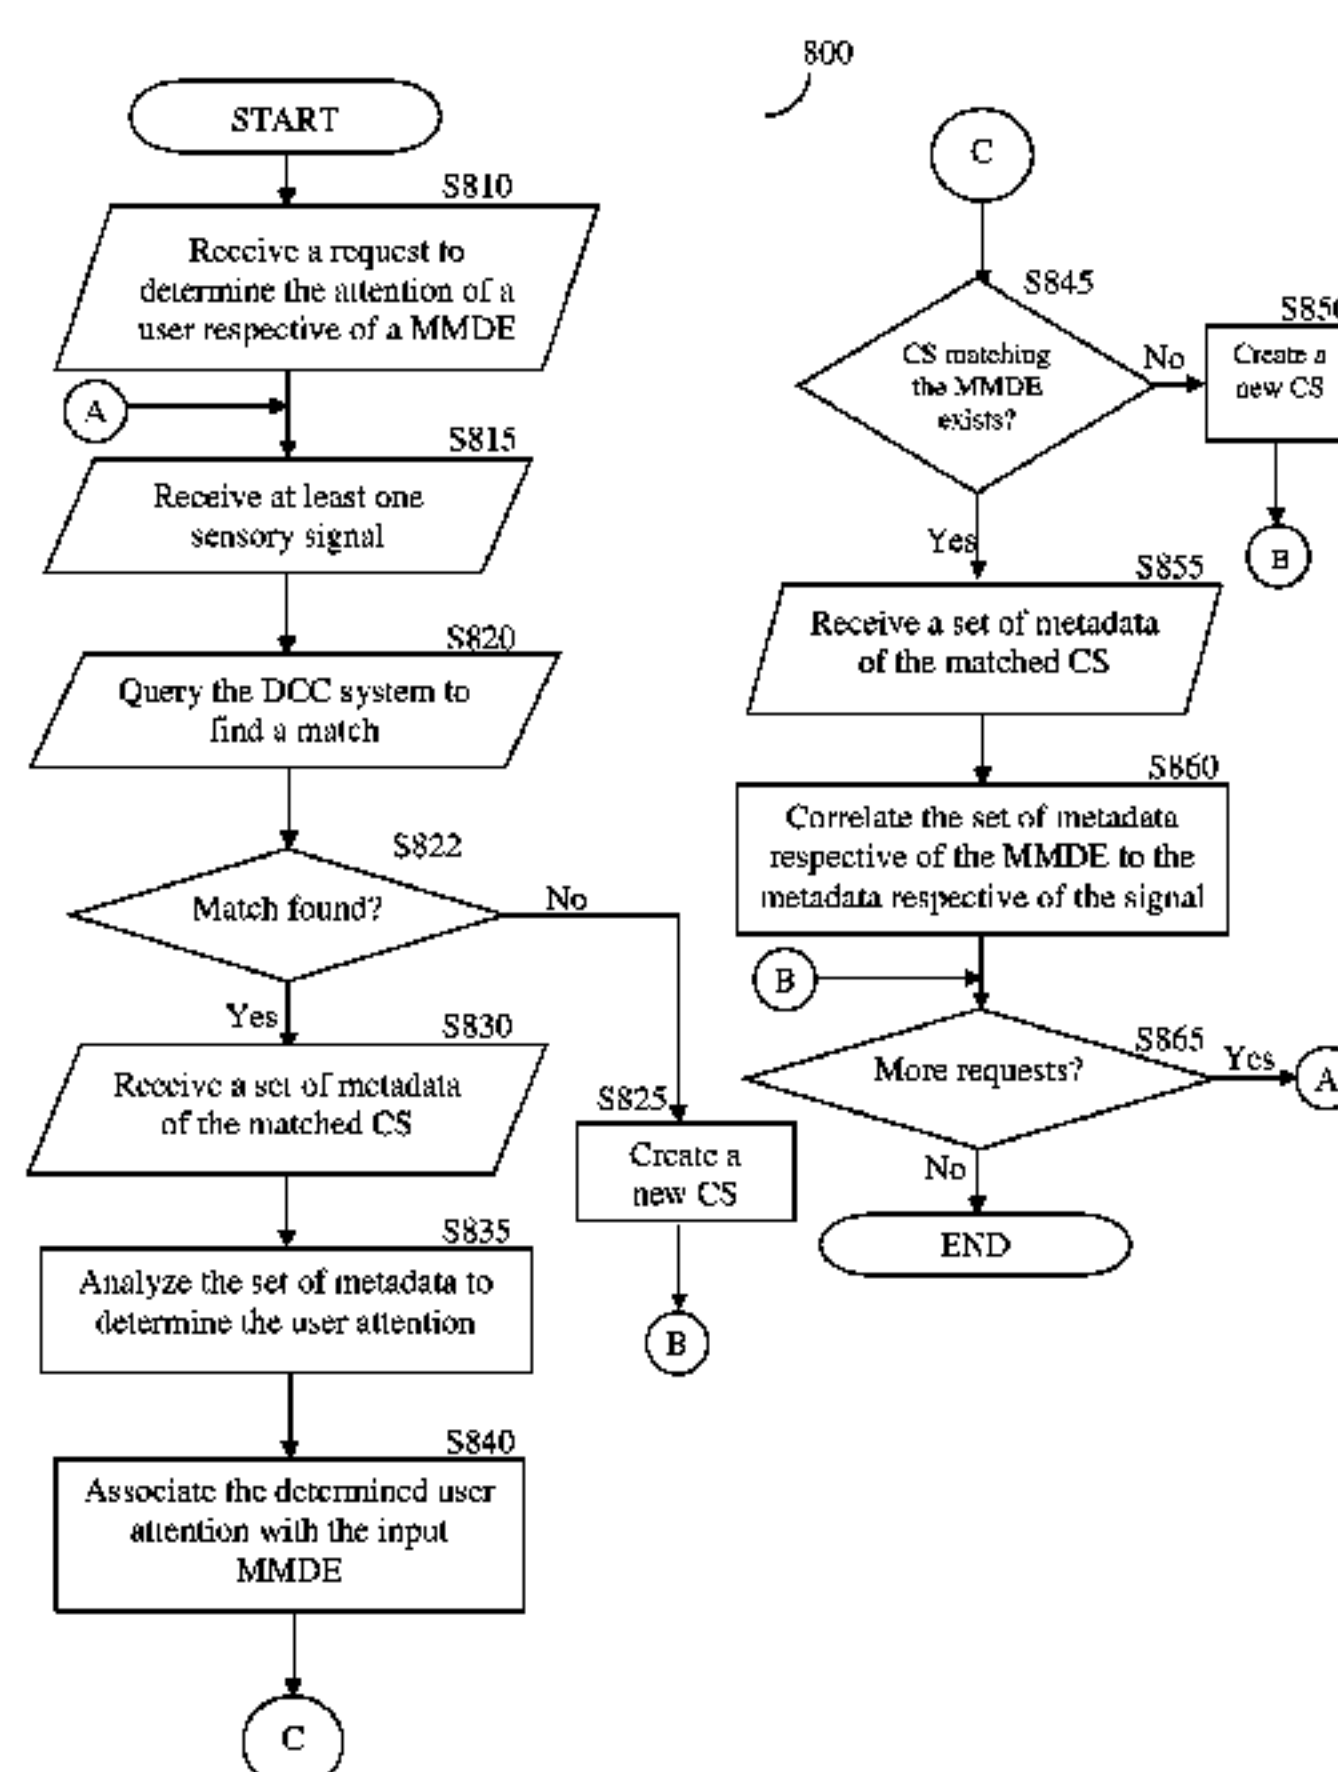 800
START
S810
Receive a request to
determine the attention of a
user respective of a MMDE
A
S815
Receive at least one
sensory signal
S820
Query the DCC system to
find a match
S822
Match found?
No
Yes
S830
Receive a set of metadata
of the matched CS
S825
Create a
new CS
B
S835
Analyze the set of metadata to
determine the user attention
S840
Associate the determined user
attention with the input
MMDE
C
C
S845
CS matching
the MMDE
exists?
No
S850
Create a
new CS
B
Yes
S855
Receive a set of metadata
of the matched CS
S860
Correlate the set of metadata
respective of the MMDE to the
metadata respective of the signal
B
S865
More requests?
Yes
A
No
END